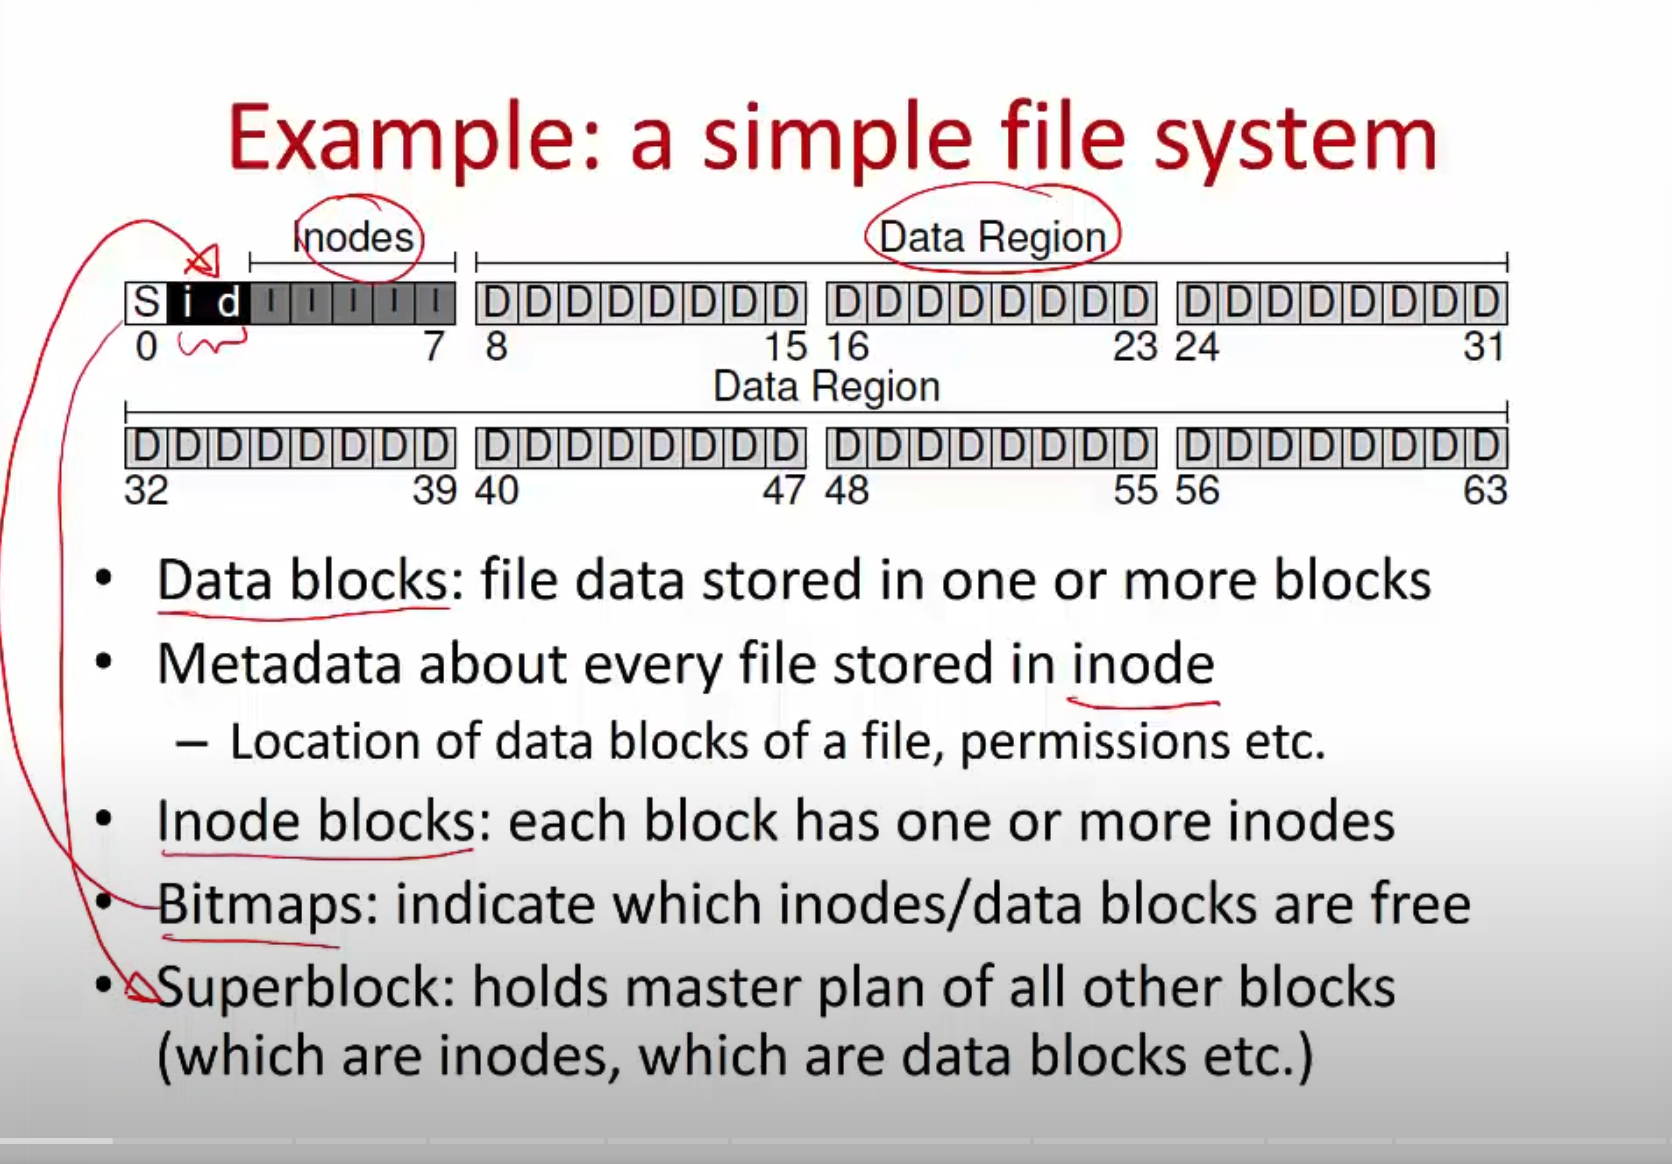 Example: a simple file system
Inodes Data Region
S i d I I I I I D D D D D D D D D D D D D D D D D D D D D D D D
0 7 8 15 16 23 24 31
Data Region
D D D D D D D D D D D D D D D D D D D D D D D D D D D D D D D D
32 39 40 47 48 55 56 63
• Data blocks: file data stored in one or more blocks
• Metadata about every file stored in inode
– Location of data blocks of a file, permissions etc.
• Inode blocks: each block has one or more inodes
• Bitmaps: indicate which inodes/data blocks are free
• Superblock: holds master plan of all other blocks
(which are inodes, which are data blocks etc.)